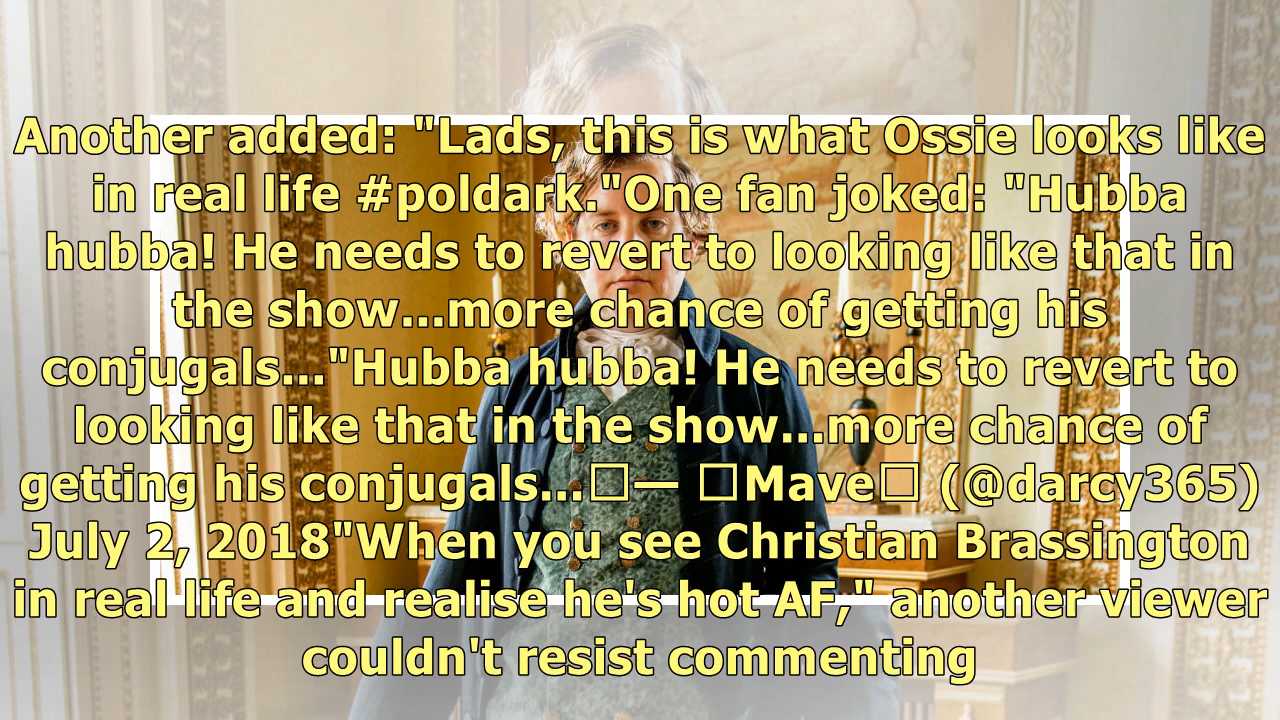 Another added: "Lads, this is what Ossie looks like
in real life #poldark."One fan joked: "Hubba
hubba! He needs to revert to looking like that in
the show...more chance of getting his
conjugals..."Hubba hubba! He needs to revert to
looking like that in the show...more chance of
getting his conjugals...□— □Mave□ (@darcy365)
July 2, 2018"When you see Christian Brassington
in real life and realise he's hot AF," another viewer
couldn't resist commenting